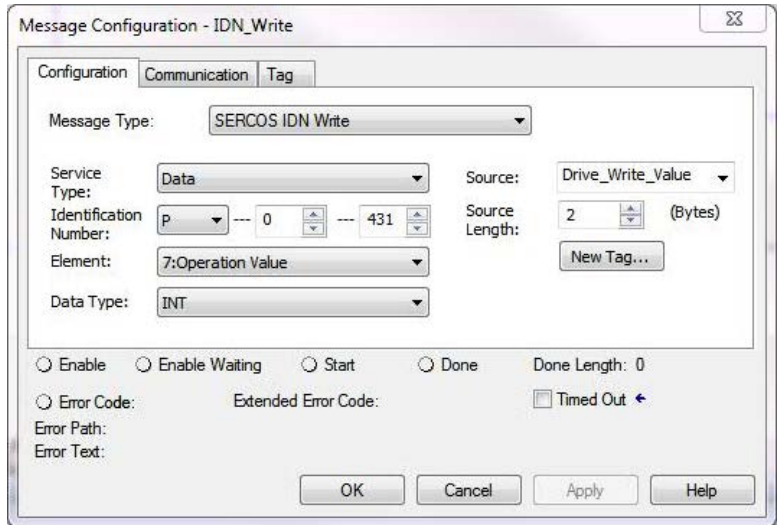 Message Configuration - IDN_Write
Configuration Communication Tag
Message Type: SERCOS IDN Write
Service Type: Data Source: Drive_Write_Value
Identification Number: P --- 0 --- 431 Source Length: 2 (Bytes)
Element: 7:Operation Value New Tag...
Data Type: INT
Enable Enable Waiting Start Done Done Length: 0
Error Code: Extended Error Code: Timed Out
Error Path:
Error Text:
OK Cancel Apply Help